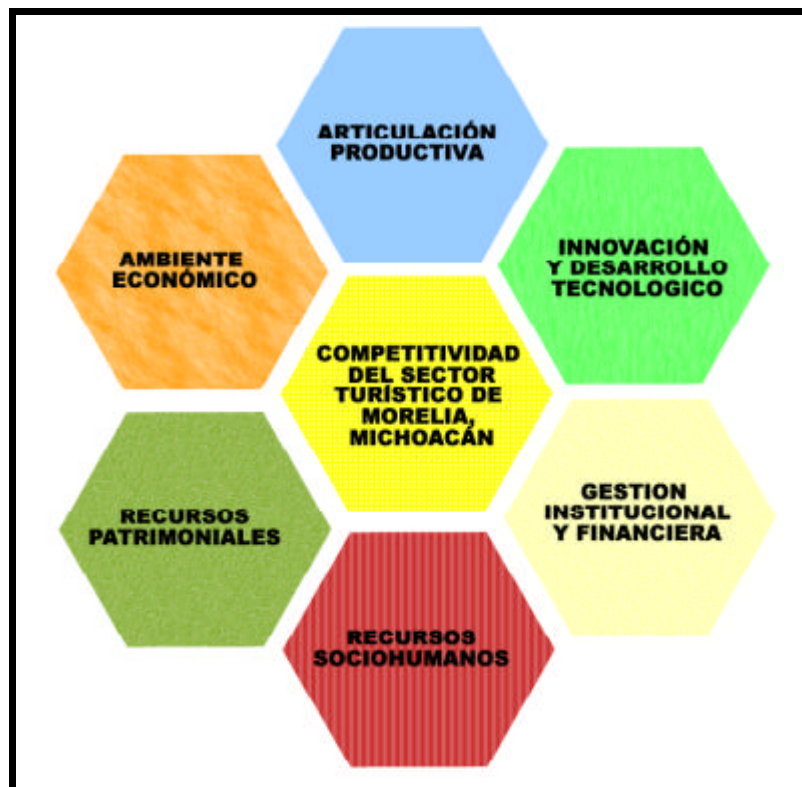 ARTICULACIÓN
PRODUCTIVA
AMBIENTE
ECONÓMICO
INNOVACIÓN
Y DESARROLLO
TECNOLOGICO
COMPETITIVIDAD
DEL SECTOR
TURÍSTICO DE
MORELIA,
MICHOACÁN
RECURSOS
PATRIMONIALES
GESTION
INSTITUCIONAL
Y FINANCIERA
RECURSOS
SOCIOHUMANOS